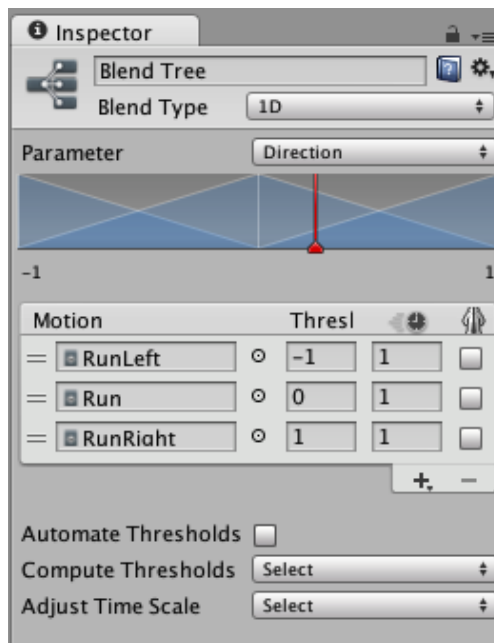 Inspector
Blend Tree
Blend Type 1D
Parameter Direction
-1 1
Motion Thresl
RunLeft -1 1
Run 0 1
RunRight 1 1
Automate Thresholds
Compute Thresholds Select
Adjust Time Scale Select